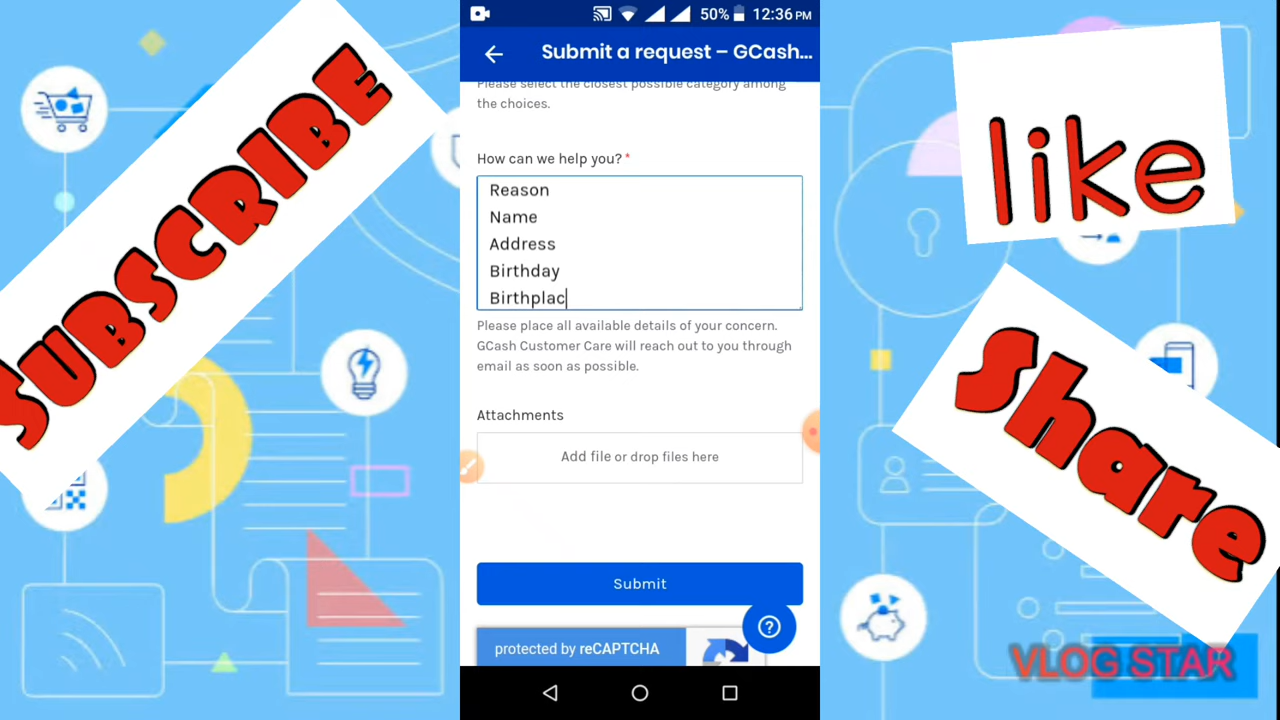 SUBSCRIBE
50% 12:36 PM
Submit a request – GCash...
Please select the closest possible category among
the choices.
How can we help you? *
Reason
Name
Address
Birthday
Birthplac
Please place all available details of your concern.
GCash Customer Care will reach out to you through
email as soon as possible.
Attachments
Add file or drop files here
Submit
protected by reCAPTCHA
like
Share
VLOG STAR